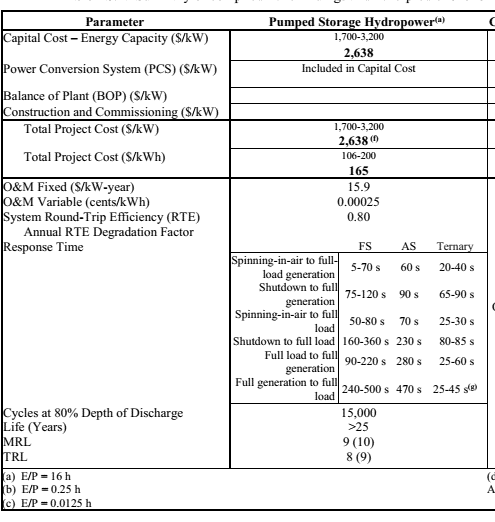 Parameter Pumped Storage Hydropower(a)
Capital Cost – Energy Capacity ($/kW) 1,700-3,200
2,638
Power Conversion System (PCS) ($/kW) Included in Capital Cost
Balance of Plant (BOP) ($/kW)
Construction and Commissioning ($/kW)
Total Project Cost ($/kW) 1,700-3,200
2,638 (f)
Total Project Cost ($/kWh) 106-200
165
O&M Fixed ($/kW-year) 15.9
O&M Variable (cents/kWh) 0.00025
System Round-Trip Efficiency (RTE) 0.80
Annual RTE Degradation Factor
Response Time FS AS Ternary
Spinning-in-air to full-
load generation 5-70 s 60 s 20-40 s
Shutdown to full
generation 75-120 s 90 s 65-90 s
Spinning-in-air to full
load 50-80 s 70 s 25-30 s
Shutdown to full load 160-360 s 230 s 80-85 s
Full load to full
generation 90-220 s 280 s 25-60 s
Full generation to full
load 240-500 s 470 s 25-45 s(g)
Cycles at 80% Depth of Discharge 15,000
Life (Years) >25
MRL 9 (10)
TRL 8 (9)
(a) E/P = 16 h (d
(b) E/P = 0.25 h A
(c) E/P = 0.0125 h